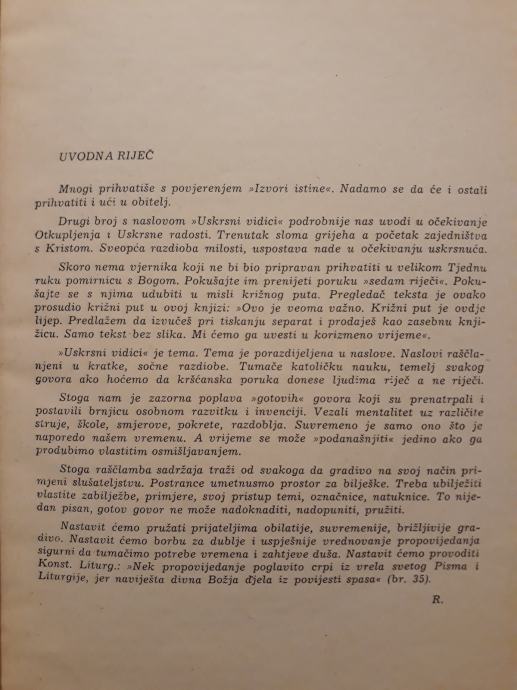 UVODNA RIJEČ
Mnogi prihvatiše s povjerenjem »Izvori istine«. Nadamo se da će i ostali
prihvatiti i ući u obitelj.
Drugi broj s naslovom »Uskrsni vidici« podrobnije nas uvodi u očekivanje
Otkupljenja i Uskrsne radosti. Trenutak sloma grijeha a početak zajedništva
s Kristom. Sveopća razdioba milosti, uspostava nade u očekivanju uskrsnuća.
Skoro nema vjernika koji ne bi bio pripravan prihvatiti u velikom Tjednu
ruku pomirnicu s Bogom. Pokušajte im prenijeti poruku »sedam riječi«. Poku-
šajte se s njima udubiti u misli križnog puta. Pregledač teksta je ovako
prosudio križni put u ovoj knjizi: »Ovo je veoma važno. Križni put je ovdje
lijep. Predlažem da izvučeš pri tiskanju separat i prodaješ kao zasebnu knji-
žicu. Samo tekst bez slika. Mi ćemo ga uvesti u korizmeno vrijeme«.
»Uskrsni vidici« je tema. Tema je porazdijeljena u naslove. Naslovi raščla-
njeni u kratke, sočne razdiobe. Tumače katoličku nauku, temelj svakog
govora ako hoćemo da kršćanska poruka donese ljudima riječ a ne riječi.
Stoga nam je zazorna poplava »gotovih« govora koji su prenatrpali i
postavili brnjicu osobnom razvitku i invenciji. Vezali mentalitet uz različite
struje, škole, smjerove, pokrete, razdoblja. Suvremeno je samo ono što je
naporedo našem vremenu. A vrijeme se može »podanašnjiti« jedino ako ga
produbimo vlastitim osmišljavanjem.
Stoga raščlamba sadržaja traži od svakoga da gradivo na svoj način pri-
mjeni slušateljstvu. Postrance umetnusmo prostor za bilješke. Treba ubilježiti
vlastite zabilježbe, primjere, svoj pristup temi, označnice, natuknice. To nije-
dan pisan, gotov govor ne može nadoknaditi, nadopuniti, pružiti.
Nastavit ćemo pružati prijateljima obilatije, suvremenije, brižljivije gra-
divo. Nastavit ćemo borbu za dublje i uspješnije vrednovanje propovijedanja
sigurni da tumačimo potrebe vremena i zahtjeve duša. Nastavit ćemo provoditi
Konst. Liturg.: »Nek propovijedanje poglavito crpi iz vrela svetog Pisma i
Liturgije, jer naviješta divna Božja djela iz povijesti spasa« (br. 35).
R.